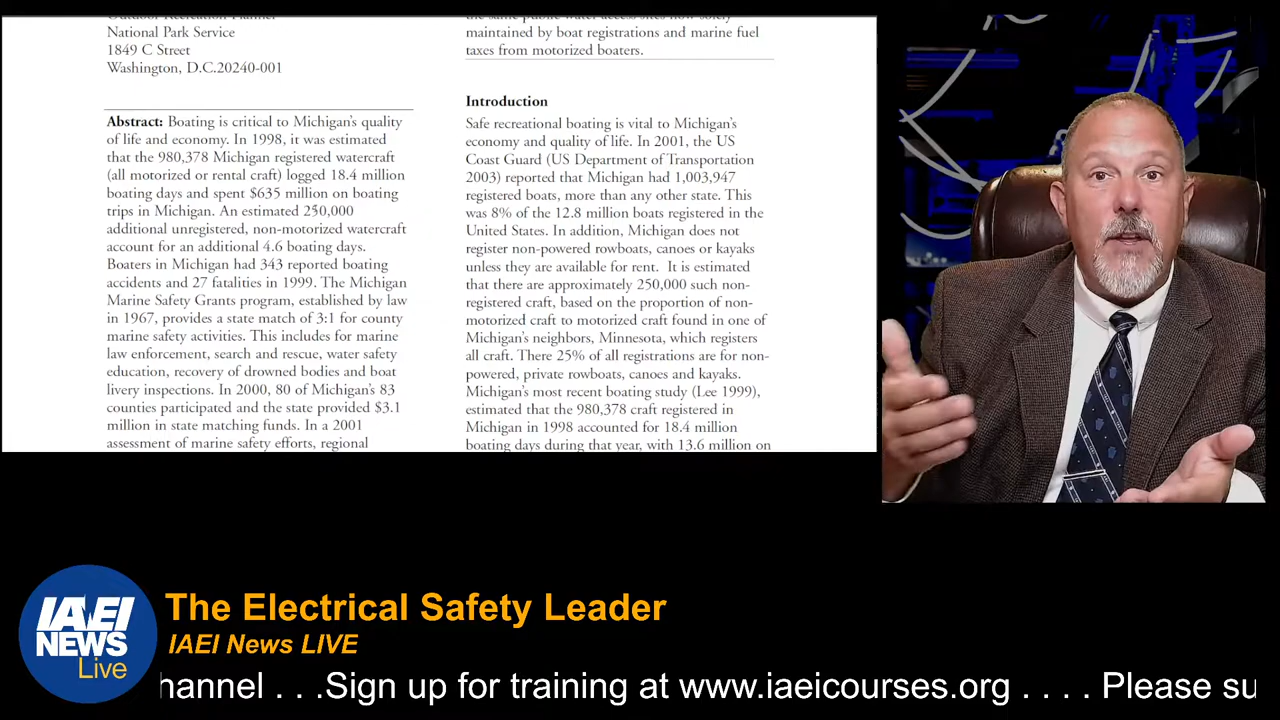 Outdoor Recreation Planner
National Park Service
1849 C Street
Washington, D.C.20240-001
Abstract: Boating is critical to Michigan's quality
of life and economy. In 1998, it was estimated
that the 980,378 Michigan registered watercraft
(all motorized or rental craft) logged 18.4 million
boating days and spent $635 million on boating
trips in Michigan. An estimated 250,000
additional unregistered, non-motorized watercraft
account for an additional 4.6 boating days.
Boaters in Michigan had 343 reported boating
accidents and 27 fatalities in 1999. The Michigan
Marine Safety Grants program, established by law
in 1967, provides a state match of 3:1 for county
marine safety activities. This includes for marine
law enforcement, search and rescue, water safety
education, recovery of drowned bodies and boat
livery inspections. In 2000, 80 of Michigan's 83
counties participated and the state provided $3.1
million in state matching funds. In a 2001
assessment of marine safety efforts, regional
the same public water access sites now solely
maintained by boat registrations and marine fuel
taxes from motorized boaters.
Introduction
Safe recreational boating is vital to Michigan's
economy and quality of life. In 2001, the US
Coast Guard (US Department of Transportation
2003) reported that Michigan had 1,003,947
registered boats, more than any other state. This
was 8% of the 12.8 million boats registered in the
United States. In addition, Michigan does not
register non-powered rowboats, canoes or kayaks
unless they are available for rent. It is estimated
that there are approximately 250,000 such non-
registered craft, based on the proportion of non-
motorized craft to motorized craft found in one of
Michigan's neighbors, Minnesota, which registers
all craft. There 25% of all registrations are for non-
powered, private rowboats, canoes and kayaks.
Michigan's most recent boating study (Lee 1999),
estimated that the 980,378 craft registered in
Michigan in 1998 accounted for 18.4 million
boating days during that year, with 13.6 million on
IAEI
NEWS
Live
The Electrical Safety Leader
IAEI News LIVE
hannel . . .Sign up for training at www.iaeicourses.org . . . . Please su